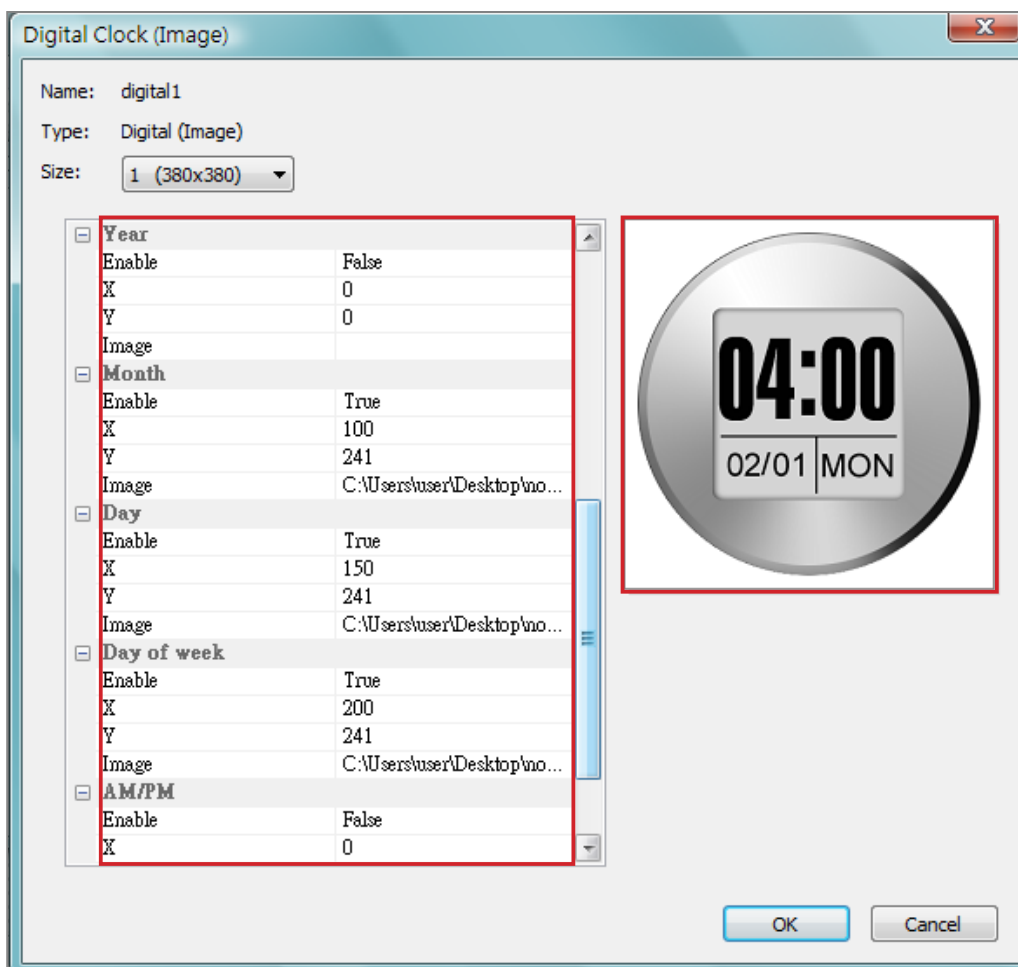 Digital Clock (Image)
Name: digital1
Type: Digital (Image)
Size: 1 (380x380)
Year
Enable False
X 0
Y 0
Image
Month
Enable True
X 100
Y 241
Image C:\Users\user\Desktop\no...
Day
Enable True
X 150
Y 241
Image C:\Users\user\Desktop\no...
Day of week
Enable True
X 200
Y 241
Image C:\Users\user\Desktop\no...
AM/PM
Enable False
X 0
04:00
02/01 MON
OK Cancel